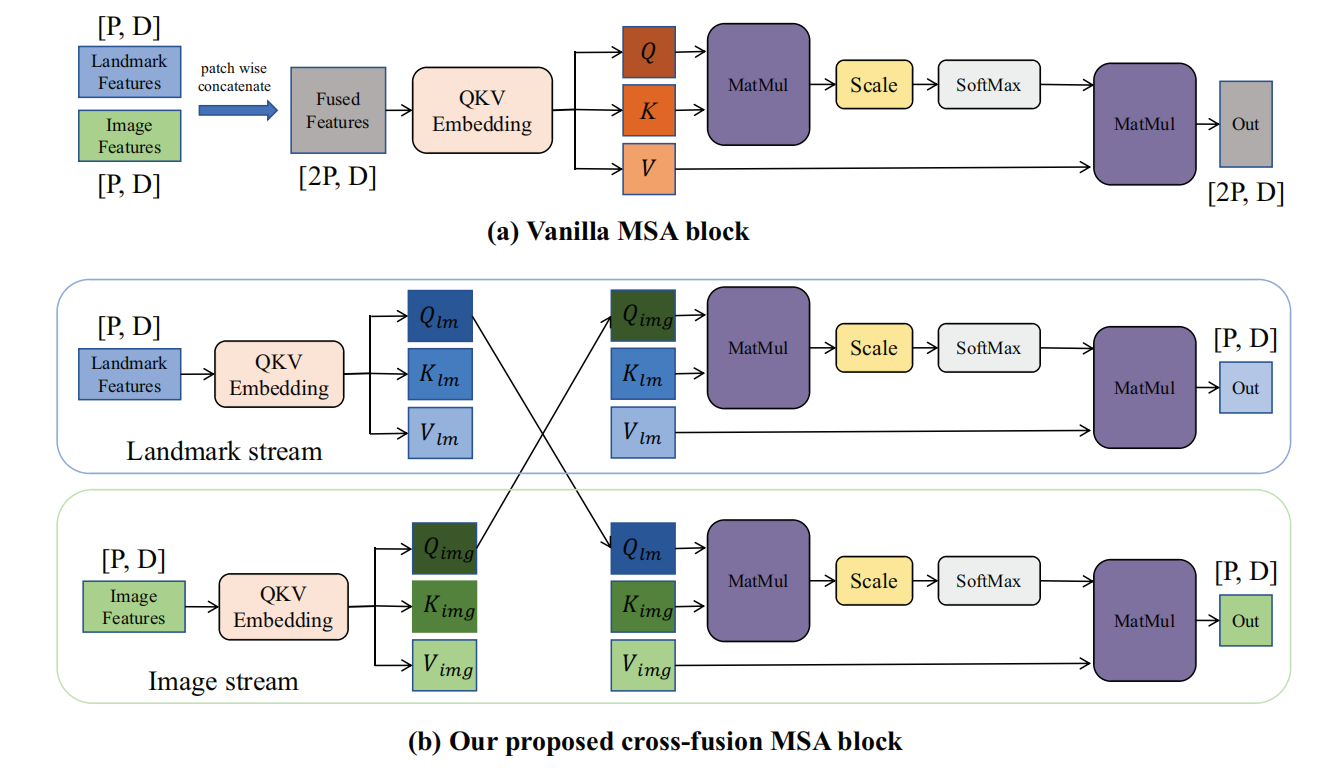 [P, D]
Landmark
Features
Image
Features
[P, D]
patch wise
concatenate
Fused
Features
[2P, D]
QKV
Embedding
Q
K
V
MatMul
Scale
SoftMax
MatMul
Out
[2P, D]
(a) Vanilla MSA block
[P, D]
Landmark
Features
QKV
Embedding
Q_lm
K_lm
V_lm
Landmark stream
Q_img
K_lm
V_lm
MatMul
Scale
SoftMax
MatMul
[P, D]
Out
[P, D]
Image
Features
QKV
Embedding
Q_img
K_img
V_img
Image stream
Q_lm
K_img
V_img
MatMul
Scale
SoftMax
MatMul
[P, D]
Out
(b) Our proposed cross-fusion MSA block